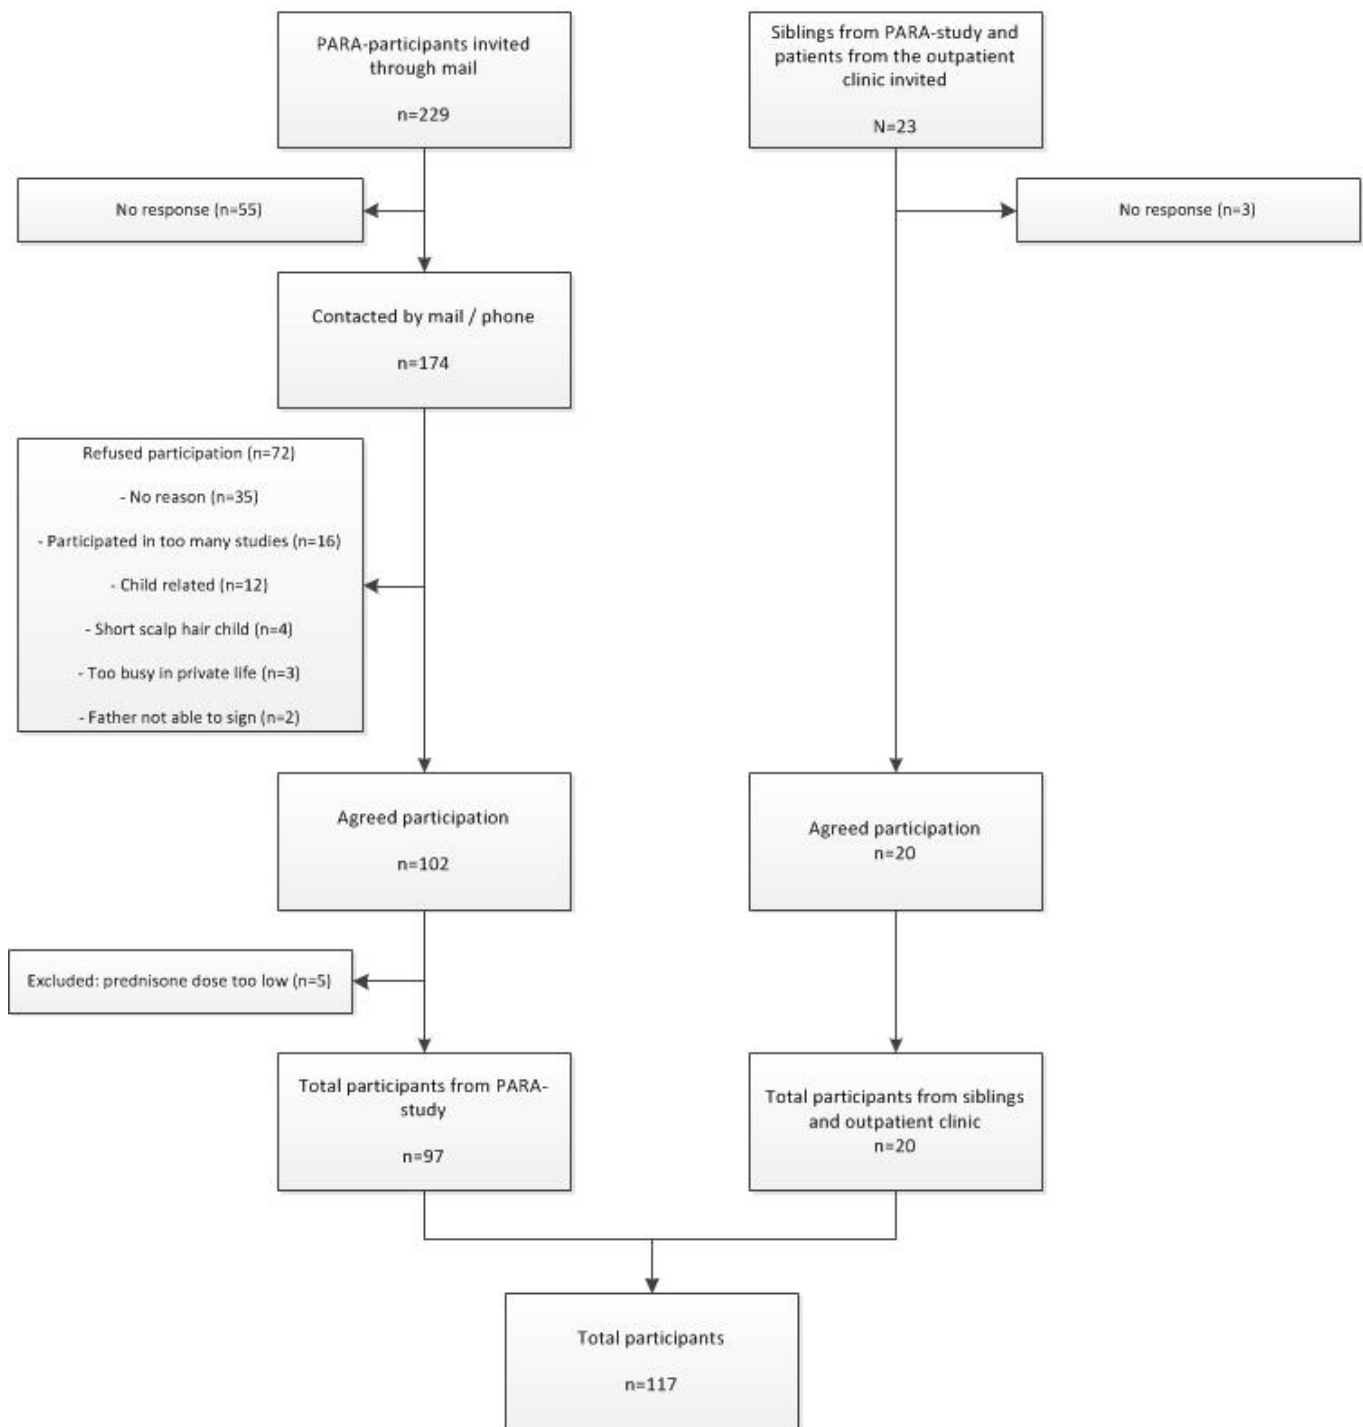 PARA-participants invited
through mail
n=229
Siblings from PARA-study and
patients from the outpatient
clinic invited
N=23
No response (n=55)
No response (n=3)
Contacted by mail / phone
n=174
Refused participation (n=72)
- No reason (n=35)
- Participated in too many studies (n=16)
- Child related (n=12)
- Short scalp hair child (n=4)
- Too busy in private life (n=3)
- Father not able to sign (n=2)
Agreed participation
n=102
Agreed participation
n=20
Excluded: prednisone dose too low (n=5)
Total participants from PARA-
study
n=97
Total participants from siblings
and outpatient clinic
n=20
Total participants
n=117